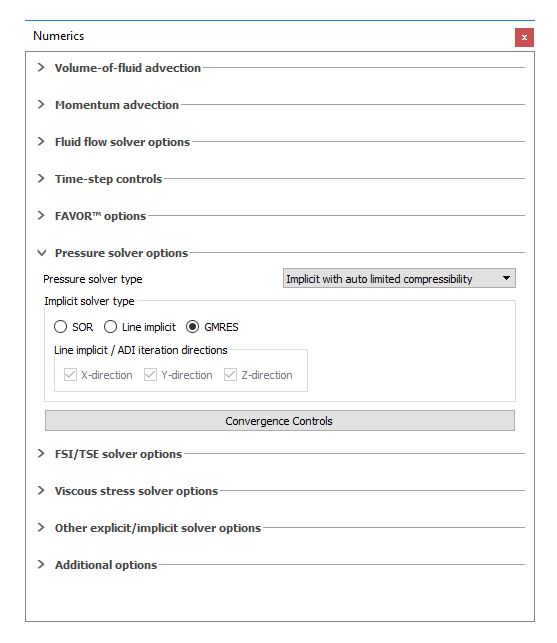 Numerics
x
Volume-of-fluid advection
Momentum advection
Fluid flow solver options
Time-step controls
FAVOR™ options
Pressure solver options
Pressure solver type Implicit with auto limited compressibility
Implicit solver type
SOR Line implicit GMRES
Line implicit / ADI iteration directions
X-direction Y-direction Z-direction
Convergence Controls
FSI/TSE solver options
Viscous stress solver options
Other explicit/implicit solver options
Additional options